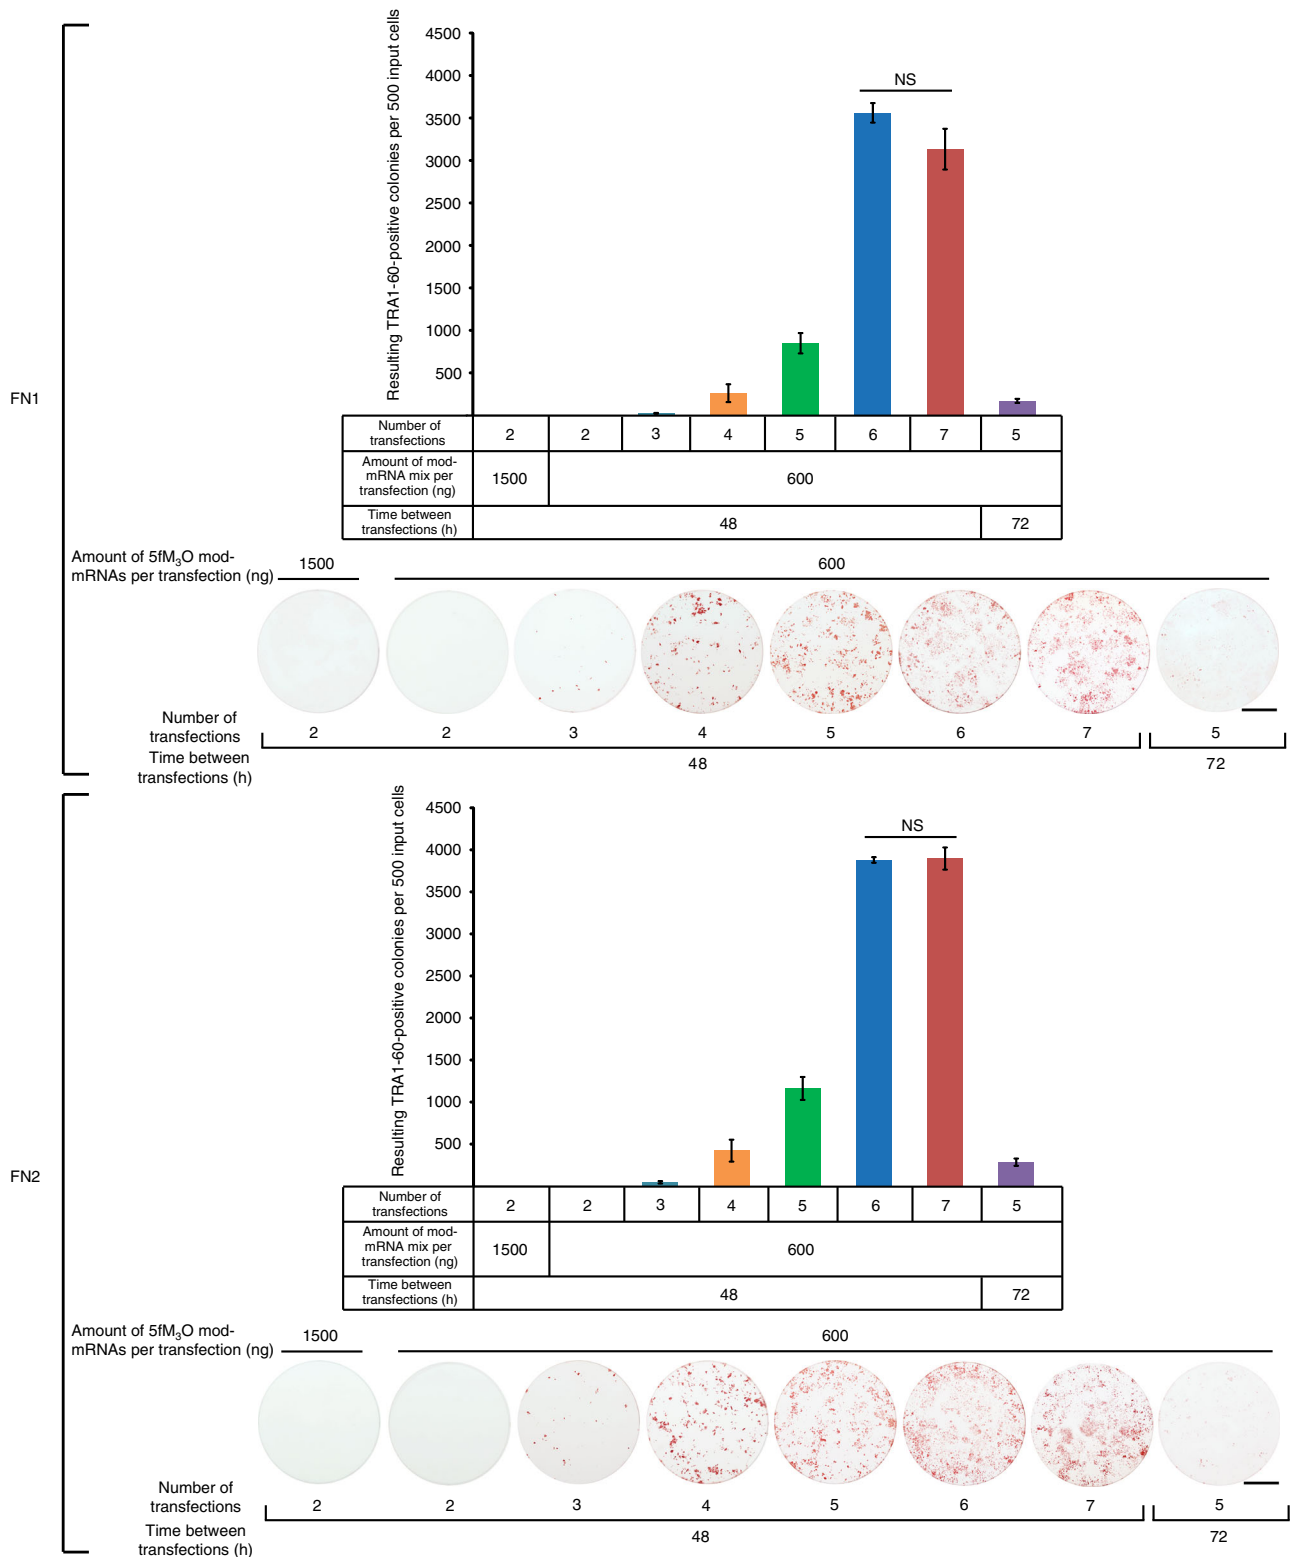 FN1
Resulting TRA1-60-positive colonies per 500 input cells
4500
4000
3500
3000
2500
2000
1500
1000
500
NS
Number of
transfections
2 2 3 4 5 6 7 5
Amount of mod-
mRNA mix per
transfection (ng)
1500 600
Time between
transfections (h)
48 72
Amount of 5fM₃O mod-
mRNAs per transfection (ng)
1500 600
Number of
transfections
2 2 3 4 5 6 7 5
Time between
transfections (h)
48 72
FN2
Resulting TRA1-60-positive colonies per 500 input cells
4500
4000
3500
3000
2500
2000
1500
1000
500
NS
Number of
transfections
2 2 3 4 5 6 7 5
Amount of mod-
mRNA mix per
transfection (ng)
1500 600
Time between
transfections (h)
48 72
Amount of 5fM₃O mod-
mRNAs per transfection (ng)
1500 600
Number of
transfections
2 2 3 4 5 6 7 5
Time between
transfections (h)
48 72